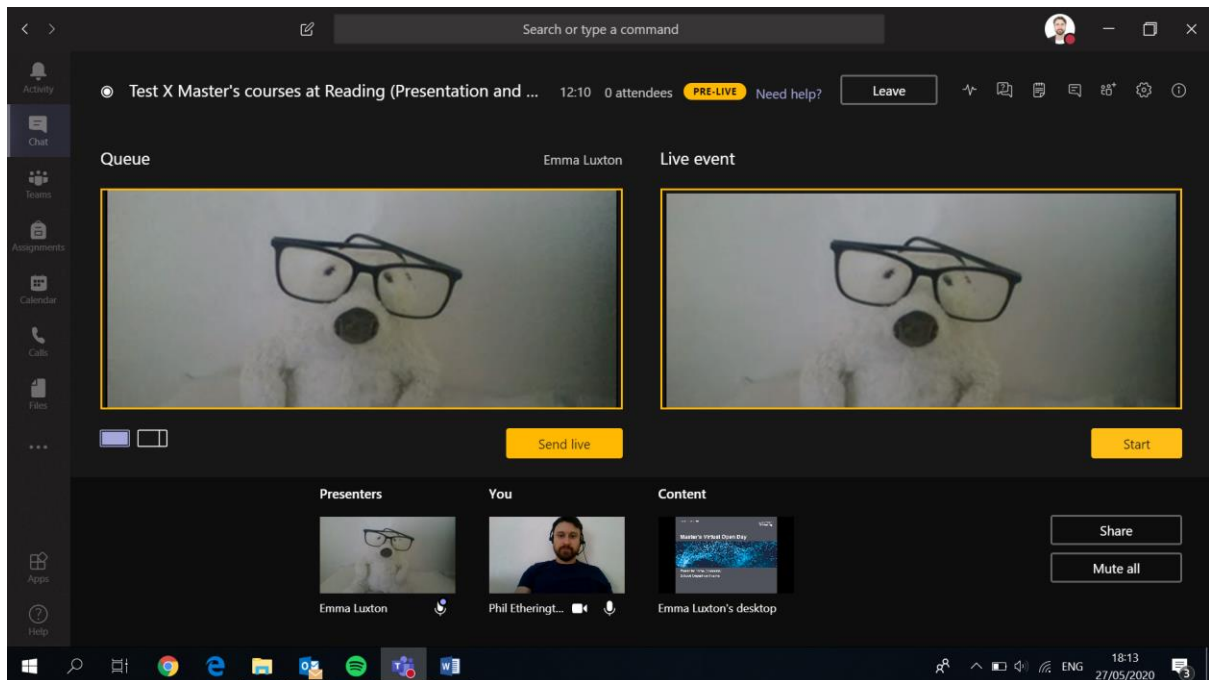 Search or type a command
Activity
Chat
Teams
Assignments
Calendar
Calls
Files
Apps
Help
Test X Master's courses at Reading (Presentation and ... 12:10 0 attendees PRE-LIVE Need help? Leave
Queue Emma Luxton Live event
Send live Start
Presenters You Content
Master's Virtual Open Day
Share
Mute all
Emma Luxton Phil Etheringt... Emma Luxton's desktop
ENG 18:13
27/05/2020 3